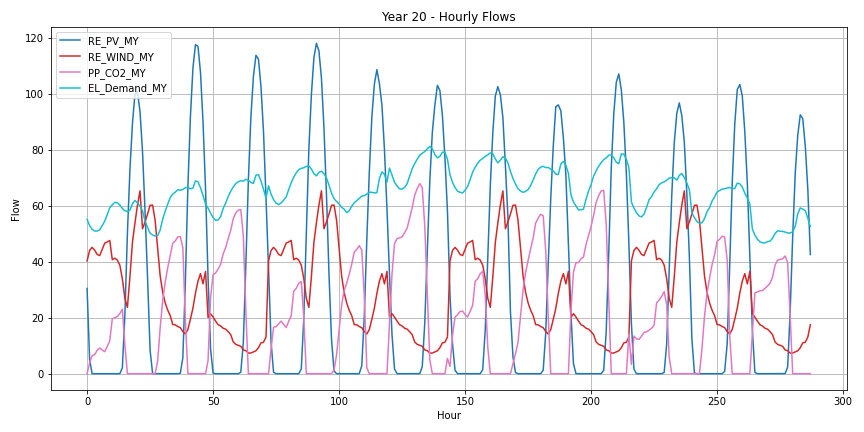 Year 20 - Hourly Flows
RE_PV_MY
RE_WIND_MY
PP_CO2_MY
EL_Demand_MY
120
100
80
60
40
20
0
Flow
0 50 100 150 200 250 300
Hour